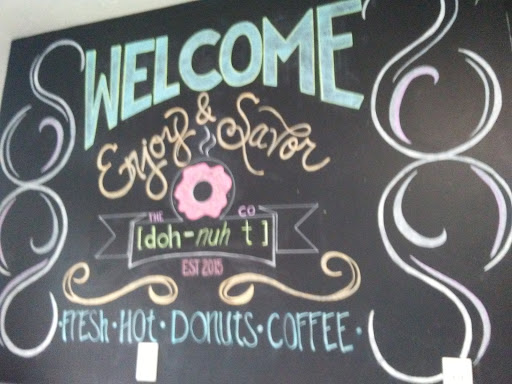 WELCOME
Enjoy &
Savor
THE CO
[doh-nuh t]
EST 2015
·FResh·Hot·DONUTS·COFFEE·